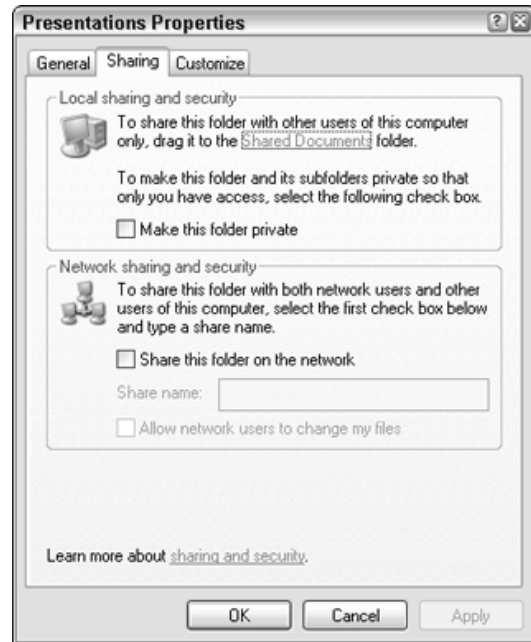 Presentations Properties
General Sharing Customize
Local sharing and security
To share this folder with other users of this computer
only, drag it to the Shared Documents folder.
To make this folder and its subfolders private so that
only you have access, select the following check box.
Make this folder private
Network sharing and security
To share this folder with both network users and other
users of this computer, select the first check box below
and type a share name.
Share this folder on the network
Share name:
Allow network users to change my files
Learn more about sharing and security.
OK Cancel Apply